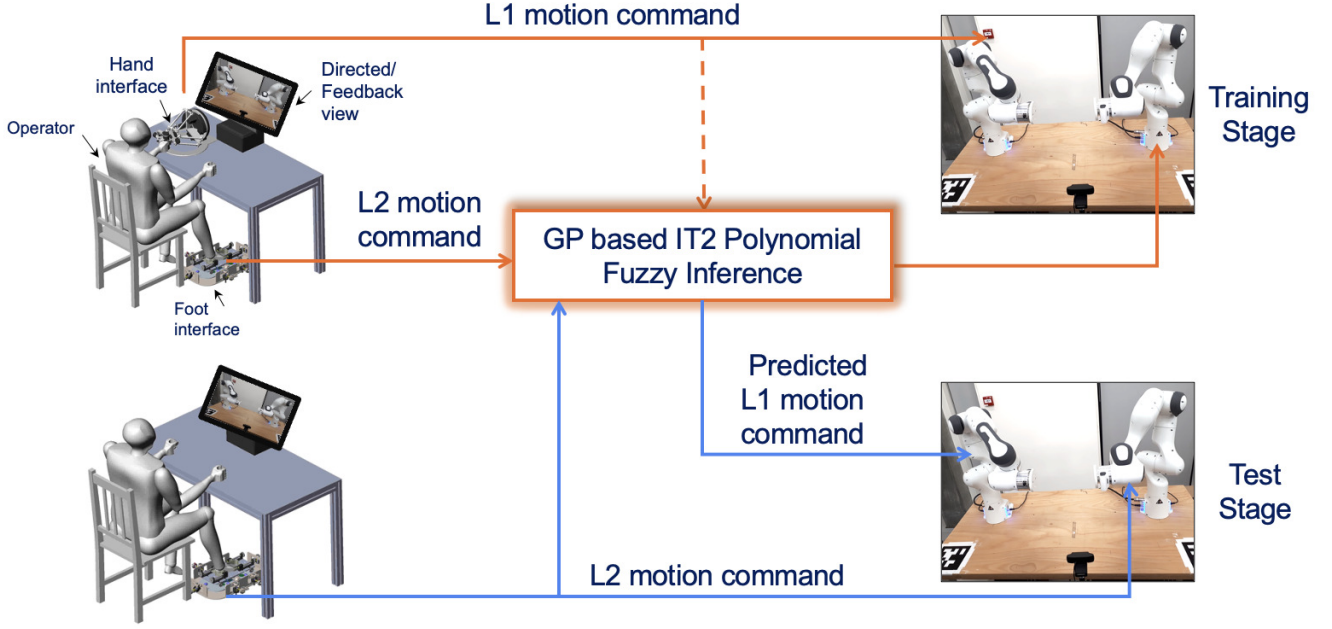 L1 motion command
Hand
interface
Directed/
Feedback
view
Operator
Training
Stage
L2 motion
command
GP based IT2 Polynomial
Fuzzy Inference
Foot
interface
Predicted
L1 motion
command
Test
Stage
L2 motion command